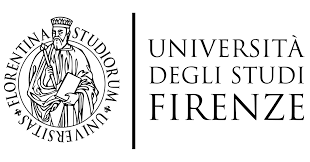 FLORENTINA STUDIORUM UNIVERSITAS
UNIVERSITÀ
DEGLI STUDI
FIRENZE